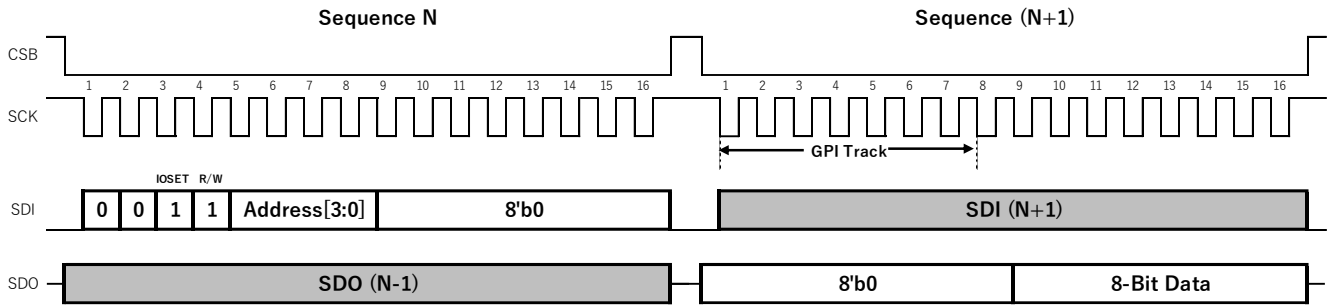 Sequence N Sequence (N+1)
CSB
1 2 3 4 5 6 7 8 9 10 11 12 13 14 15 16 1 2 3 4 5 6 7 8 9 10 11 12 13 14 15 16
SCK
GPI Track
IOSET R/W
SDI 0 0 1 1 Address[3:0] 8'b0 SDI (N+1)
SDO SDO (N-1) 8'b0 8-Bit Data